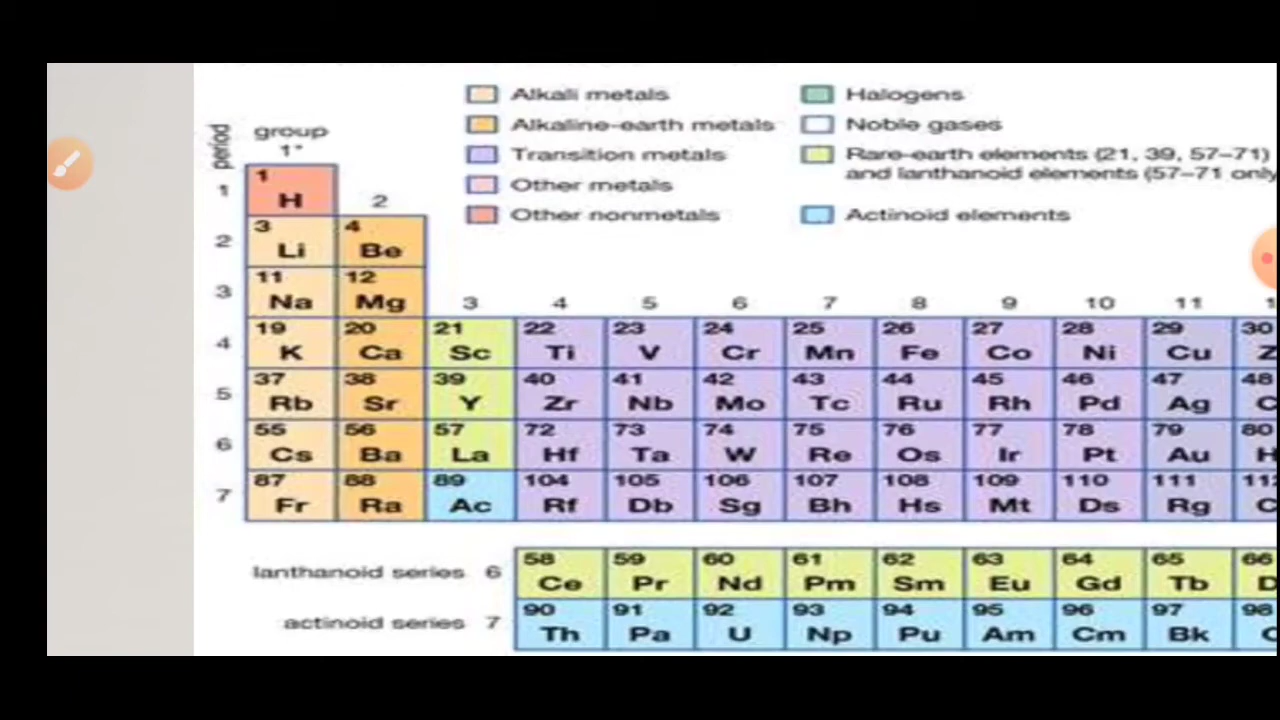 Alkali metals Halogens
group Alkaline-earth metals Noble gases
period 1* Transition metals Rare-earth elements (21, 39, 57–71)
and lanthanoid elements (57–71 only
1 1 Other metals
H 2 Other nonmetals Actinoid elements
2 3 4
Li Be
3 11 12
Na Mg 3 4 5 6 7 8 9 10 11
4 19 20 21 22 23 24 25 26 27 28 29 30
K Ca Sc Ti V Cr Mn Fe Co Ni Cu
5 37 38 39 40 41 42 43 44 45 46 47 48
Rb Sr Y Zr Nb Mo Tc Ru Rh Pd Ag
6 55 56 57 72 73 74 75 76 77 78 79 80
Cs Ba La Hf Ta W Re Os Ir Pt Au
7 87 88 89 104 105 106 107 108 109 110 111
Fr Ra Ac Rf Db Sg Bh Hs Mt Ds Rg
lanthanoid series 6 58 59 60 61 62 63 64 65 66
Ce Pr Nd Pm Sm Eu Gd Tb
actinoid series 7 90 91 92 93 94 95 96 97 98
Th Pa U Np Pu Am Cm Bk